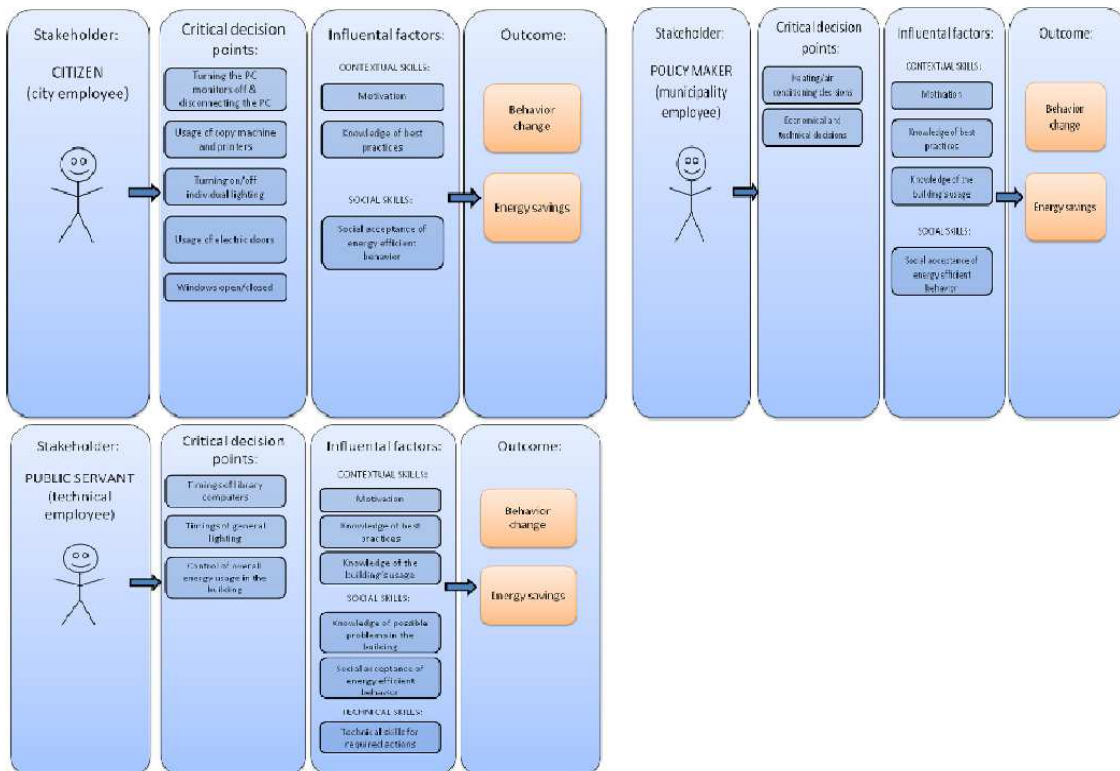 Stakeholder:
CITIZEN
(city employee)
Critical decision
points:
Turning the PC
monitors off &
disconnecting the PC
Usage of copy machine
and printers
Turning on/off
individual lighting
Usage of electric doors
Windows open/closed
Influental factors:
CONTEXTUAL SKILLS:
Motivation
Knowledge of best
practices
SOCIAL SKILLS:
Social acceptance of
energy efficient
behavior
Outcome:
Behavior
change
Energy savings
Stakeholder:
POLICY MAKER
(municipality
employee)
Critical decision
points:
Heating/air
conditioning decisions
Economical and
technical decisions
Influental factors:
CONTEXTUAL SKILLS:
Motivation
Knowledge of best
practices
Knowledge of the
building's usage
SOCIAL SKILLS:
Social acceptance of
energy efficient
behavior
Outcome:
Behavior
change
Energy savings
Stakeholder:
PUBLIC SERVANT
(technical
employee)
Critical decision
points:
Timings of library
computers
Timings of general
lighting
Control of overall
energy usage in the
building
Influental factors:
CONTEXTUAL SKILLS:
Motivation
Knowledge of best
practices
Knowledge of the
building's usage
SOCIAL SKILLS:
Knowledge of possible
problems in the
building
Social acceptance of
energy efficient
behavior
TECHNICAL SKILLS:
Technical skills for
required actions
Outcome:
Behavior
change
Energy savings